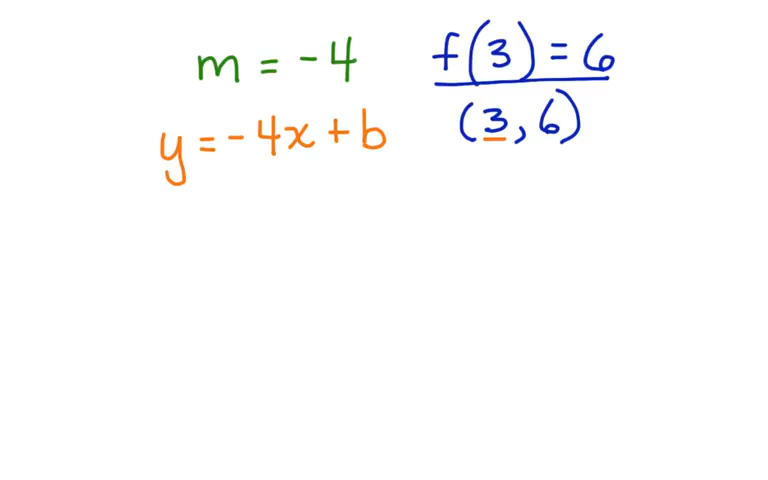 m = -4
f(3) = 6
y = -4x + b
(3, 6)